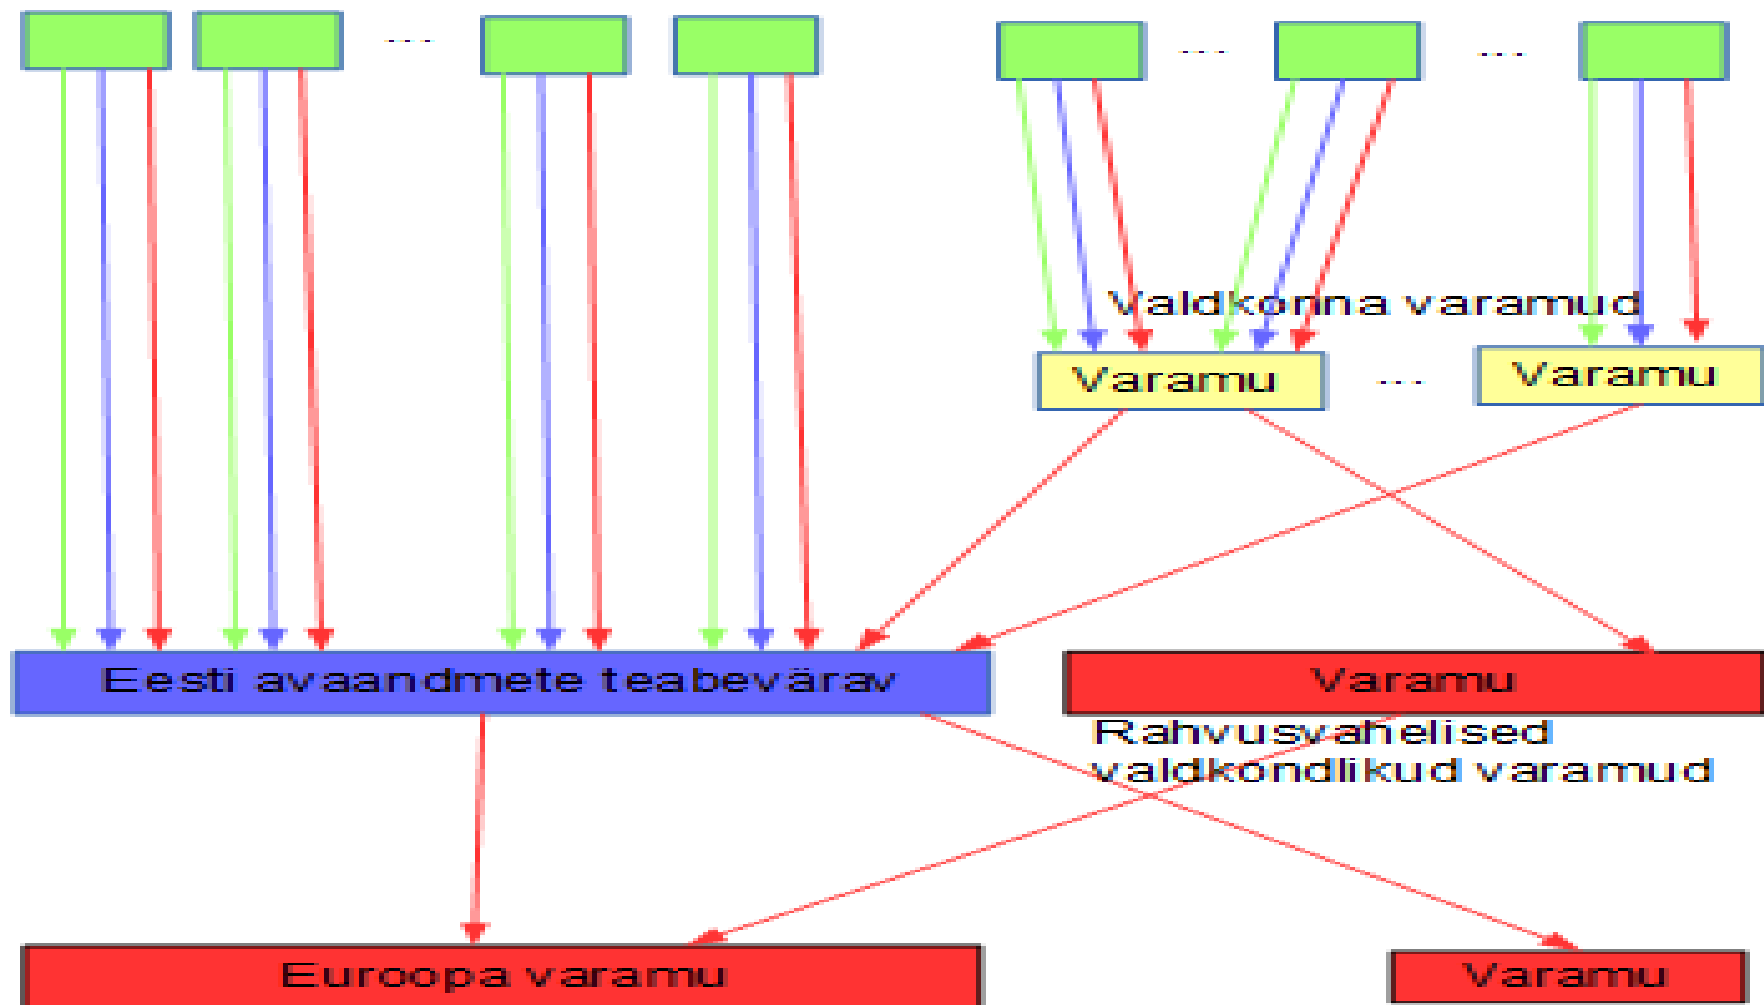 ...
...
...
Valdkonna varamud
Varamu
...
Varamu
Eesti avaandmete teabevärav
Varamu
Rahvusvahelised
valdkondlikud varamud
Euroopa varamu
Varamu